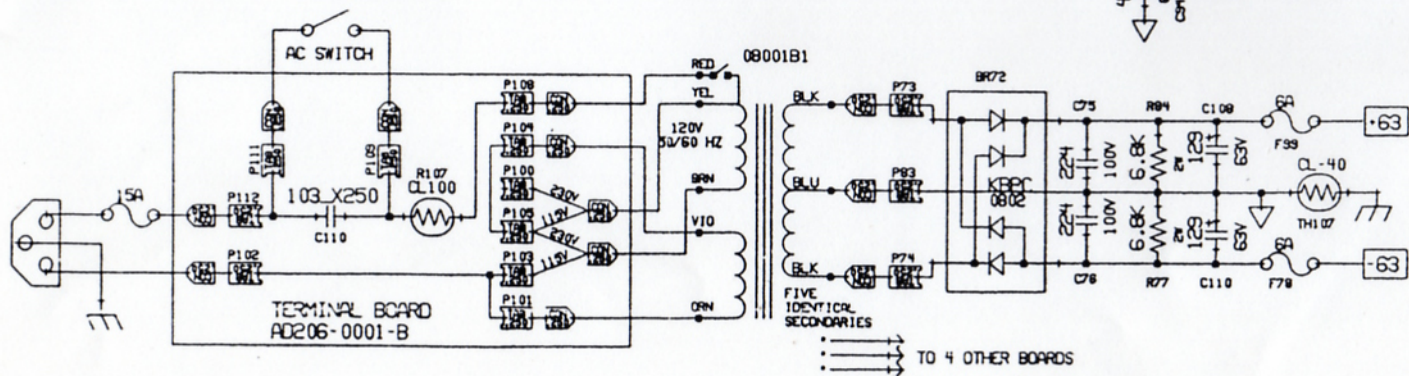 AC SWITCH
15A
P112
P111
P109
103_X250
C110
R107
CL100
P108
P104
P100
P105
P103
P101
230V
115V
230V
115V
P102
TERMINAL BOARD
AD206-0001-B
RED
08001B1
YEL
120V
50/60 HZ
BRN
VIO
ORN
BLK
BLU
BLK
FIVE
IDENTICAL
SECONDARIES
TO 4 OTHER BOARDS
P73
P83
P74
BR72
KBPC
0802
C75
224
100V
224
100V
C76
R84
6.8K
2W
6.8K
2W
R77
C108
129
63V
129
63V
C110
6A
F99
+63
CL-40
TH107
6A
F78
-63